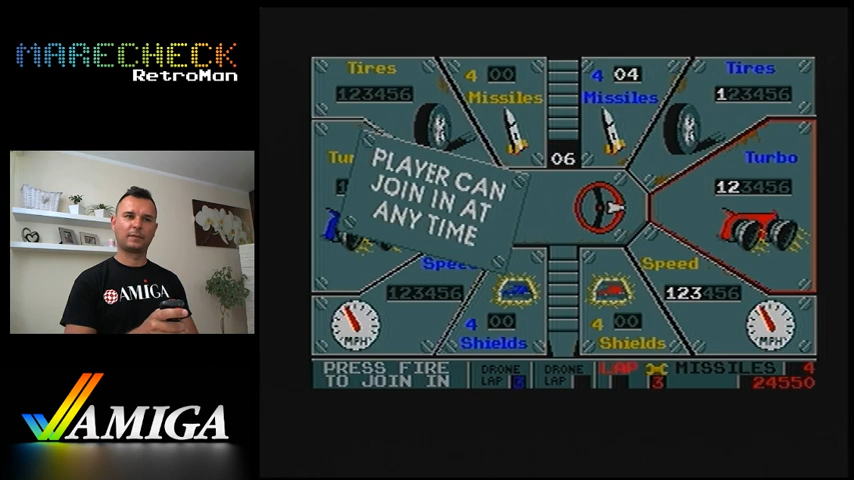 MARECHECK
RetroMan
AMIGA
AMIGA
Tires
123456
4 00
Missiles
4 04
Missiles
Tires
123456
06
Turbo
123456
PLAYER CAN
JOIN IN AT
ANY TIME
Speed
123456
Speed
123456
MPH
4 00
Shields
4 00
Shields
MPH
PRESS FIRE
TO JOIN IN
DRONE
LAP
DRONE
LAP
LAP
3
MISSILES 4
24550